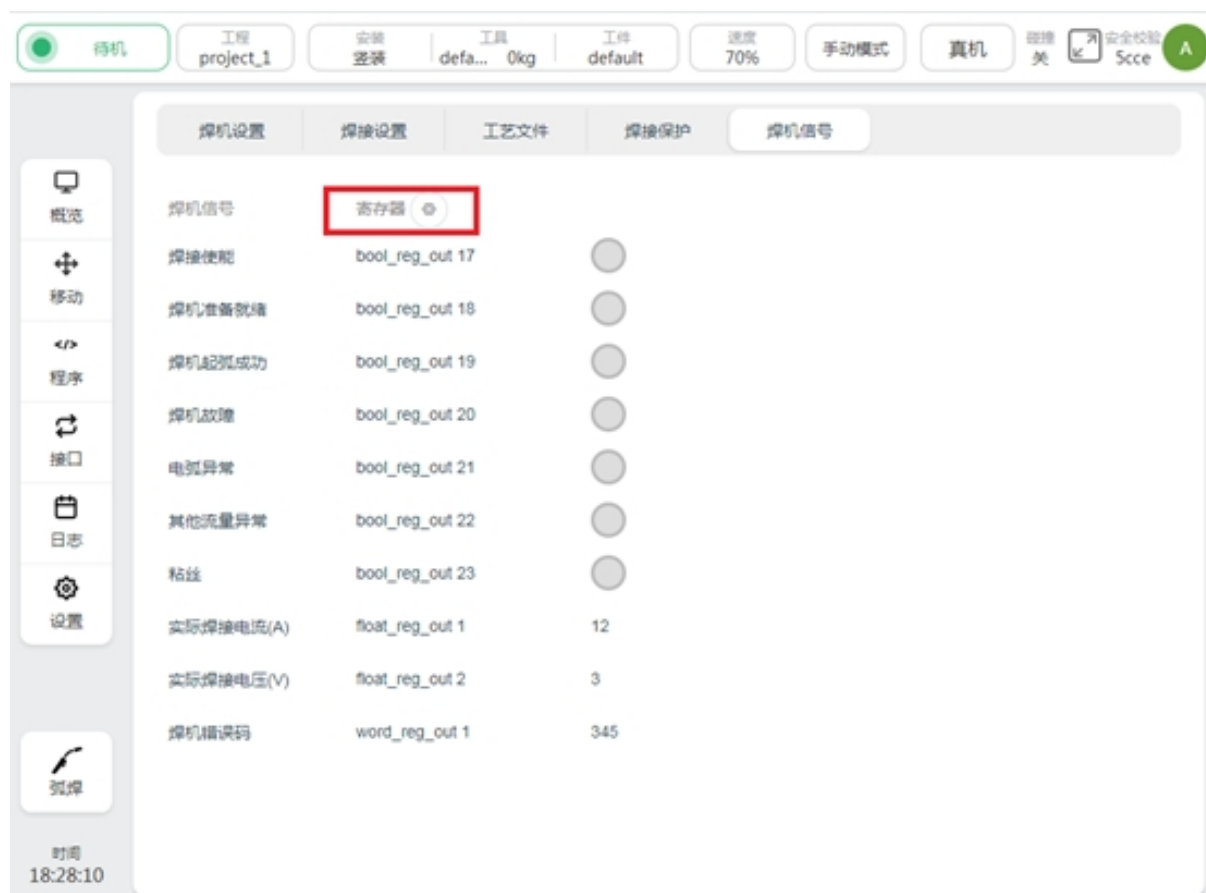 待机
工程
project_1
安装
竖装
工具
defa... 0kg
工件
default
速度
70%
手动模式
真机
碰撞
关
安全校验
5cce
A
焊机设置 焊接设置 工艺文件 焊接保护 焊机信号
概览
移动
</>
程序
接口
日志
设置
弧焊
时间
18:28:10
焊机信号 寄存器
焊接使能 bool_reg_out 17
焊机准备就绪 bool_reg_out 18
焊机起弧成功 bool_reg_out 19
焊机故障 bool_reg_out 20
电弧异常 bool_reg_out 21
其他流量异常 bool_reg_out 22
粘丝 bool_reg_out 23
实际焊接电流(A) float_reg_out 1 12
实际焊接电压(V) float_reg_out 2 3
焊机错误码 word_reg_out 1 345